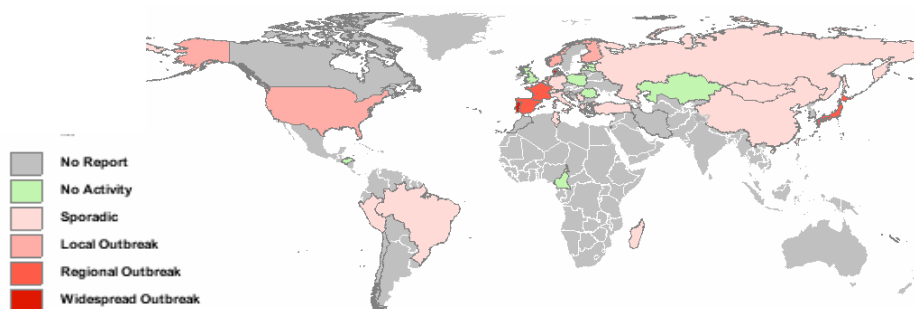 No Report
No Activity
Sporadic
Local Outbreak
Regional Outbreak
Widespread Outbreak